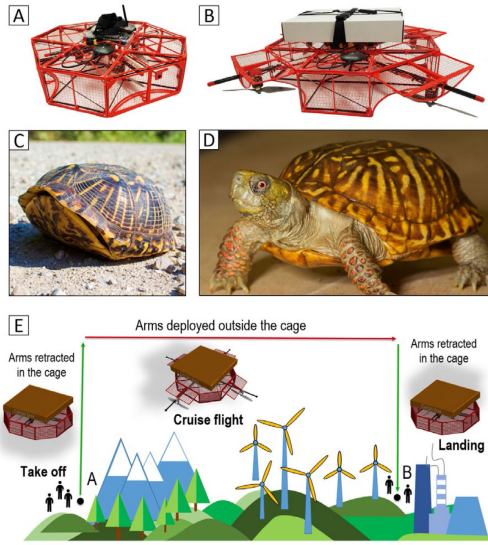 A
B
C
D
E
Arms deployed outside the cage
Arms retracted
in the cage
Arms retracted
in the cage
Cruise flight
Landing
Take off
A
B